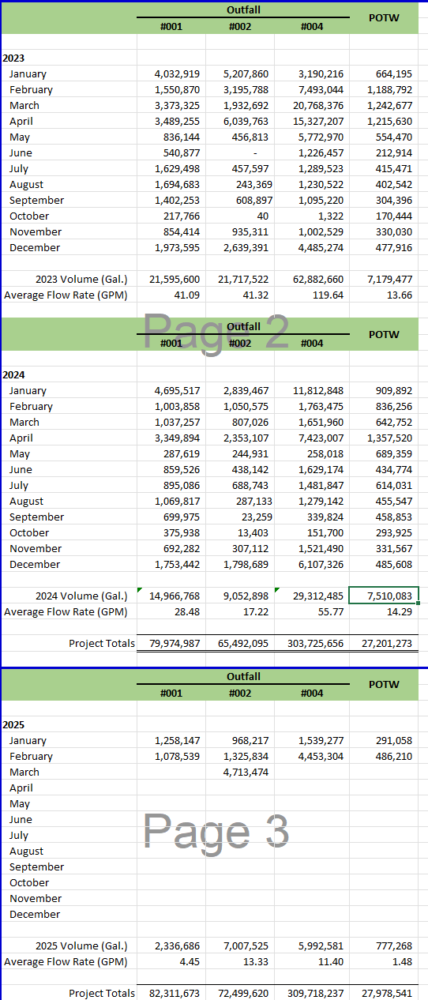 Outfall
#001 #002 #004 POTW
2023
January 4,032,919 5,207,860 3,190,216 664,195
February 1,550,870 3,195,788 7,493,044 1,188,792
March 3,373,325 1,932,692 20,768,376 1,242,677
April 3,489,255 6,039,763 15,327,207 1,215,630
May 836,144 456,813 5,772,970 554,470
June 540,877 - 1,226,457 212,914
July 1,629,498 457,597 1,289,523 415,471
August 1,694,683 243,369 1,230,522 402,542
September 1,402,253 608,897 1,095,220 304,396
October 217,766 40 1,322 170,444
November 854,414 935,311 1,002,529 330,030
December 1,973,595 2,639,391 4,485,274 477,916
2023 Volume (Gal.) 21,595,600 21,717,522 62,882,660 7,179,477
Average Flow Rate (GPM) 41.09 41.32 119.64 13.66
Page 2
Outfall
#001 #002 #004 POTW
2024
January 4,695,517 2,839,467 11,812,848 909,892
February 1,003,858 1,050,575 1,763,475 836,256
March 1,037,257 807,026 1,651,960 642,752
April 3,349,894 2,353,107 7,423,007 1,357,520
May 287,619 244,931 258,018 689,359
June 859,526 438,142 1,629,174 434,774
July 895,086 688,743 1,481,847 614,031
August 1,069,817 287,133 1,279,142 455,547
September 699,975 23,259 339,824 458,853
October 375,938 13,403 151,700 293,925
November 692,282 307,112 1,521,490 331,567
December 1,753,442 1,798,689 6,107,326 485,608
2024 Volume (Gal.) 14,966,768 9,052,898 29,312,485 7,510,083
Average Flow Rate (GPM) 28.48 17.22 55.77 14.29
Project Totals 79,974,987 65,492,095 303,725,656 27,201,273
Outfall
#001 #002 #004 POTW
2025
January 1,258,147 968,217 1,539,277 291,058
February 1,078,539 1,325,834 4,453,304 486,210
March 4,713,474
April
May
June
Page 3
July
August
September
October
November
December
2025 Volume (Gal.) 2,336,686 7,007,525 5,992,581 777,268
Average Flow Rate (GPM) 4.45 13.33 11.40 1.48
Project Totals 82,311,673 72,499,620 309,718,237 27,978,541